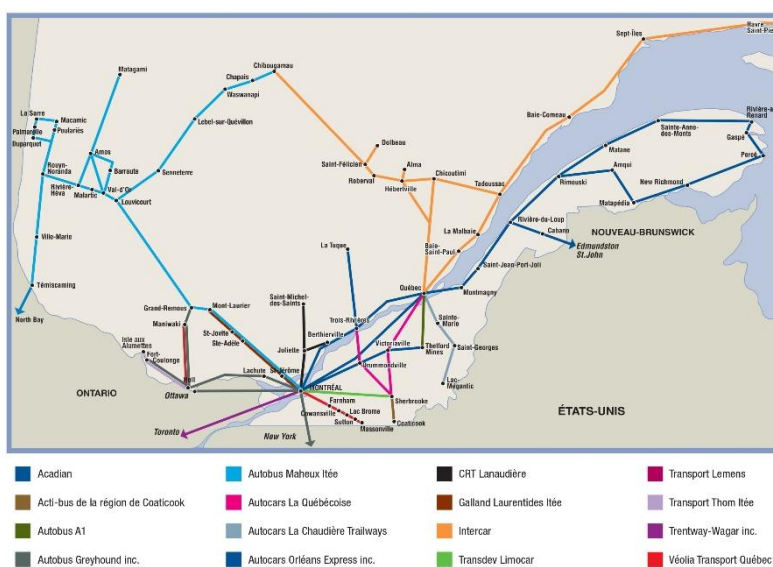 Havre
Saint-Pie
Sept-Îles
Matagami
Chibougamau
Chapais
Waswanapi
La Sarre
Macamic
Palmarolle
Poularies
Duparquet
Lebel-sur-Quévillon
Baie-Comeau
Rivière-a
Renard
Sainte-Anne-
des-Monts
Gaspé
Dolbeau
Matane
Percé
Amos
Barraute
Saint-Félicien
Alma
Amqui
Rouyn-
Noranda
Senneterre
Roberval
Hébertville
Chicoutimi
Tadoussac
Rimouski
New Richmond
Rivière-
Héva
Malartic
Val-d'Or
Louvicourt
Matapédia
Rivière-du-Loup
NOUVEAU-BRUNSWICK
Ville-Marie
La Tuque
La Malbaie
Cabano
Baie-
Saint-Paul
Edmundston
St.John
Saint-Jean-Port-Joli
Témiscaming
Saint-Michel
des-Saints
Québec
Montmagny
North Bay
Grand-Remous
Mont-Laurier
Trois-Rivières
Sainte-
Marie
Maniwaki
St-Jovite
Berthierville
Ste-Adèle
Victoriaville
Isle aux
Allumettes
Joliette
Thetford
Mines
Saint-Georges
Fort-
Coulonge
Drummondville
Hull
Lachute
St-Jérôme
MONTRÉAL
Lac-
Mégantic
ONTARIO
Ottawa
Sherbrooke
Farnham
Cowansville
Lac Brome
ÉTATS-UNIS
Sutton
Coaticook
Toronto
Mansonville
New York
Acadian
Autobus Maheux ltée
CRT Lanaudière
Transport Lemens
Acti-bus de la région de Coaticook
Autocars La Québécoise
Galland Laurentides ltée
Transport Thom ltée
Autobus A1
Autocars La Chaudière Trailways
Intercar
Trentway-Wagar inc.
Autobus Greyhound inc.
Autocars Orléans Express inc.
Transdev Limocar
Véolia Transport Québec